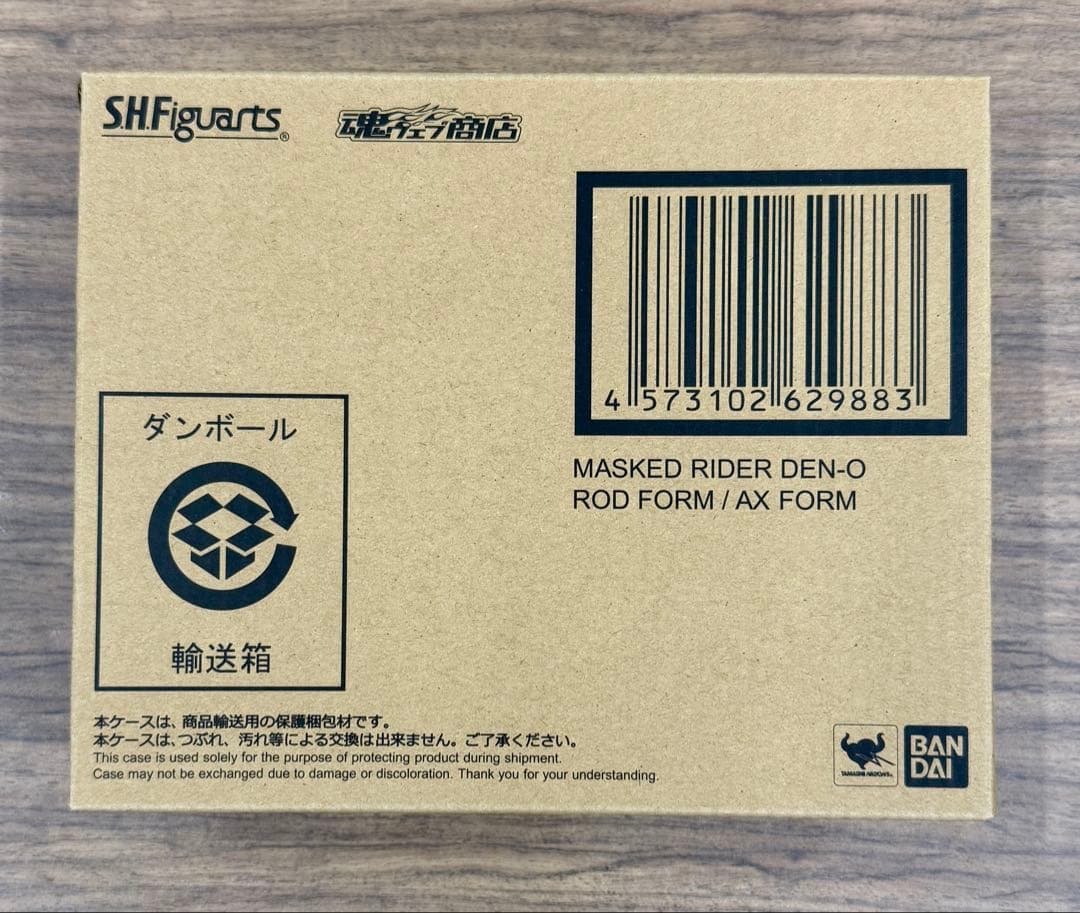 S.H.Figuarts®
魂ウェブ商店
4 573102 629883
MASKED RIDER DEN-O
ROD FORM / AX FORM
ダンボール
輸送箱
本ケースは、商品輸送用の保護梱包材です。
本ケースは、つぶれ、汚れ等による交換は出来ません。ご了承ください。
This case is used solely for the purpose of protecting product during shipment.
Case may not be exchanged due to damage or discoloration. Thank you for your understanding.
TAMASHII NATIONS
BAN
DAI